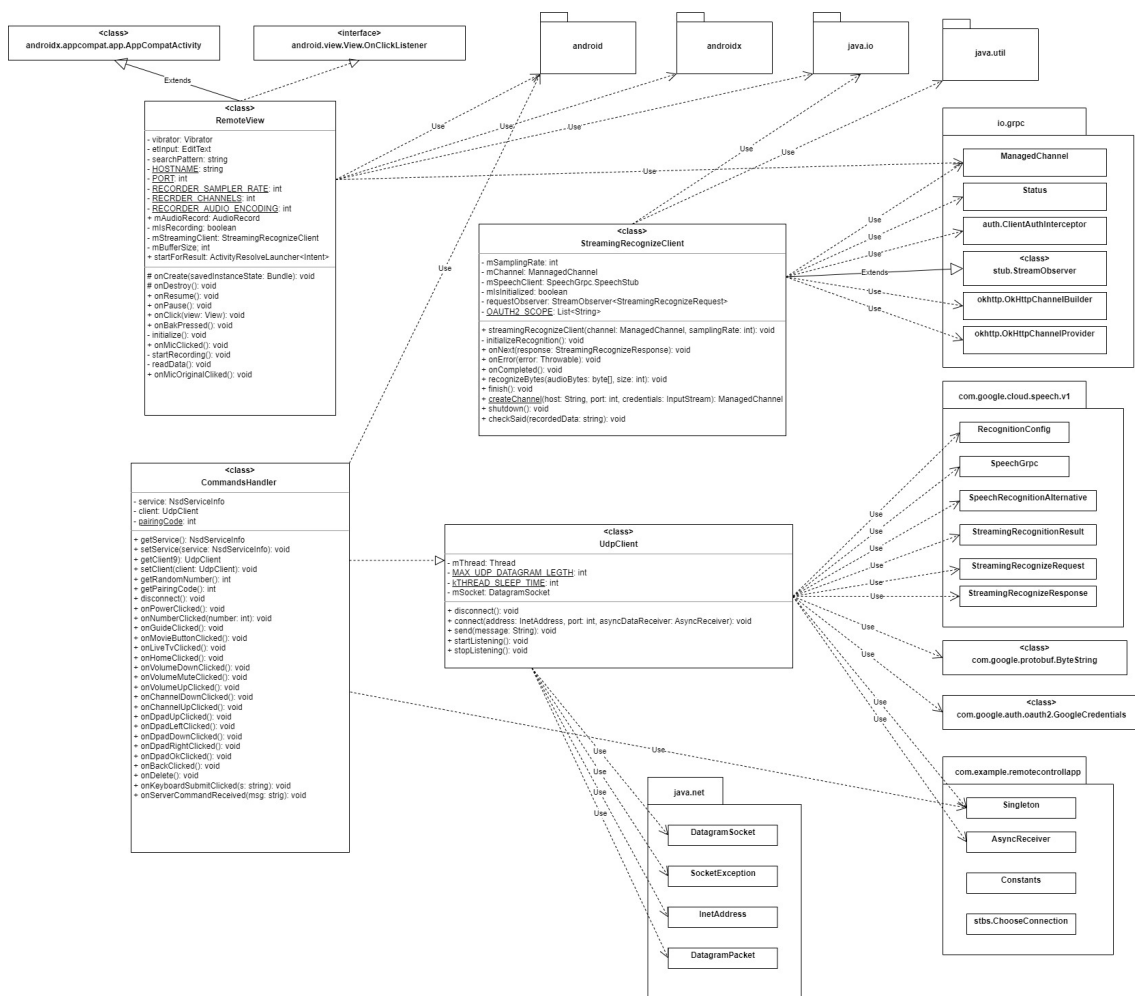 <class>
androidx.appcompat.app.AppCompatActivity
<interface>
android.view.View.OnClickListener
android
androidx
java.io
java.util
Extends
Use
Use
Use
Use
Use
Use
Use
<class>
RemoteView
- vibrator: Vibrator
- etInput: EditText
- searchPattern: string
- HOSTNAME: string
- PORT: int
- RECORDER_SAMPLER_RATE: int
- RECRDER_CHANNELS: int
- RECORDER_AUDIO_ENCODING: int
+ mAudioRecord: AudioRecord
- mIsRecording: boolean
- mStreamingClient: StreamingRecognizeClient
- mBufferSize: int
+ startForResult: ActivityResolveLauncher<Intent>
# onCreate(savedInstanceState: Bundle): void
# onDestroy(): void
+ onResume(): void
+ onPause(): void
+ onClick(view: View): void
+ onBakPressed(): void
- initialize(): void
+ onMicClicked(): void
- startRecording(): void
- readData(): void
+ onMicOriginalCliked(): void
<class>
StreamingRecognizeClient
- mSamplingRate: int
- mChannel: MannagedChannel
- mSpeechClient: SpeechGrpc.SpeechStub
- mIsInitialized: boolean
- requestObserver: StreamObserver<StreamingRecognizeRequest>
- OAUTH2_SCOPE: List<String>
+ streamingRecognizeClient(channel: ManagedChannel, samplingRate: int): void
- initializeRecognition(): void
+ onNext(response: StreamingRecognizeResponse): void
+ onError(error: Throwable): void
+ onCompleted(): void
+ recognizeBytes(audioBytes: byte[], size: int): void
+ finish(): void
+ createChannel(host: String, port: int, credentials: InputStream): ManagedChannel
+ shutdown(): void
+ checkSaid(recordedData: string): void
io.grpc
ManagedChannel
Status
auth.ClientAuthInterceptor
<class>
stub.StreamObserver
okhttp.OkHttpChannelBuilder
okhttp.OkHttpChannelProvider
Use
Use
Use
Extends
Use
Use
<class>
CommandsHandler
- service: NsdServiceInfo
- client: UdpClient
- pairingCode: int
+ getService(): NsdServiceInfo
+ setService(service: NsdServiceInfo): void
+ getClient9): UdpClient
+ setClient(client: UdpClient): void
+ getRandomNumber(): int
+ getPairingCode(): int
+ disconnect(): void
+ onPowerClicked(): void
+ onNumberClicked(number: int): void
+ onGuideClicked(): void
+ onMovieButtonClicked(): void
+ onLiveTvClicked(): void
+ onHomeClicked(): void
+ onVolumeDownClicked(): void
+ onVolumeMuteClicked(): void
+ onVolumeUpClicked(): void
+ onChannelDownClicked(): void
+ onChannelUpClicked(): void
+ onDpadUpClicked(): void
+ onDpadLeftClicked(): void
+ onDpadDownClicked(): void
+ onDpadRightClicked(): void
+ onDpadOkClicked(): void
+ onBackClicked(): void
+ onDelete(): void
+ onKeyboardSubmitClicked(s: string): void
+ onServerCommandReceived(msg: strig): void
<class>
UdpClient
- mThread: Thread
- MAX_UDP_DATAGRAM_LEGTH: int
- kTHREAD_SLEEP_TIME: int
- mSocket: DatagramSocket
+ disconnect(): void
+ connect(address: InetAddress, port: int, asyncDataReceiver: AsyncReceiver): void
+ send(message: String): void
+ startListening(): void
+ stopListening(): void
com.google.cloud.speech.v1
RecognitionConfig
SpeechGrpc
SpeechRecognitionAlternative
StreamingRecognitionResult
StreamingRecognizeRequest
StreamingRecognizeResponse
Use
Use
Use
Use
Use
Use
Use
Use
Use
Use
<class>
com.google.protobuf.ByteString
<class>
com.google.auth.oauth2.GoogleCredentials
com.example.remotecontrollapp
Singleton
AsyncReceiver
Constants
stbs.ChooseConnection
Use
java.net
DatagramSocket
SocketException
InetAddress
DatagramPacket
Use
Use
Use
Use